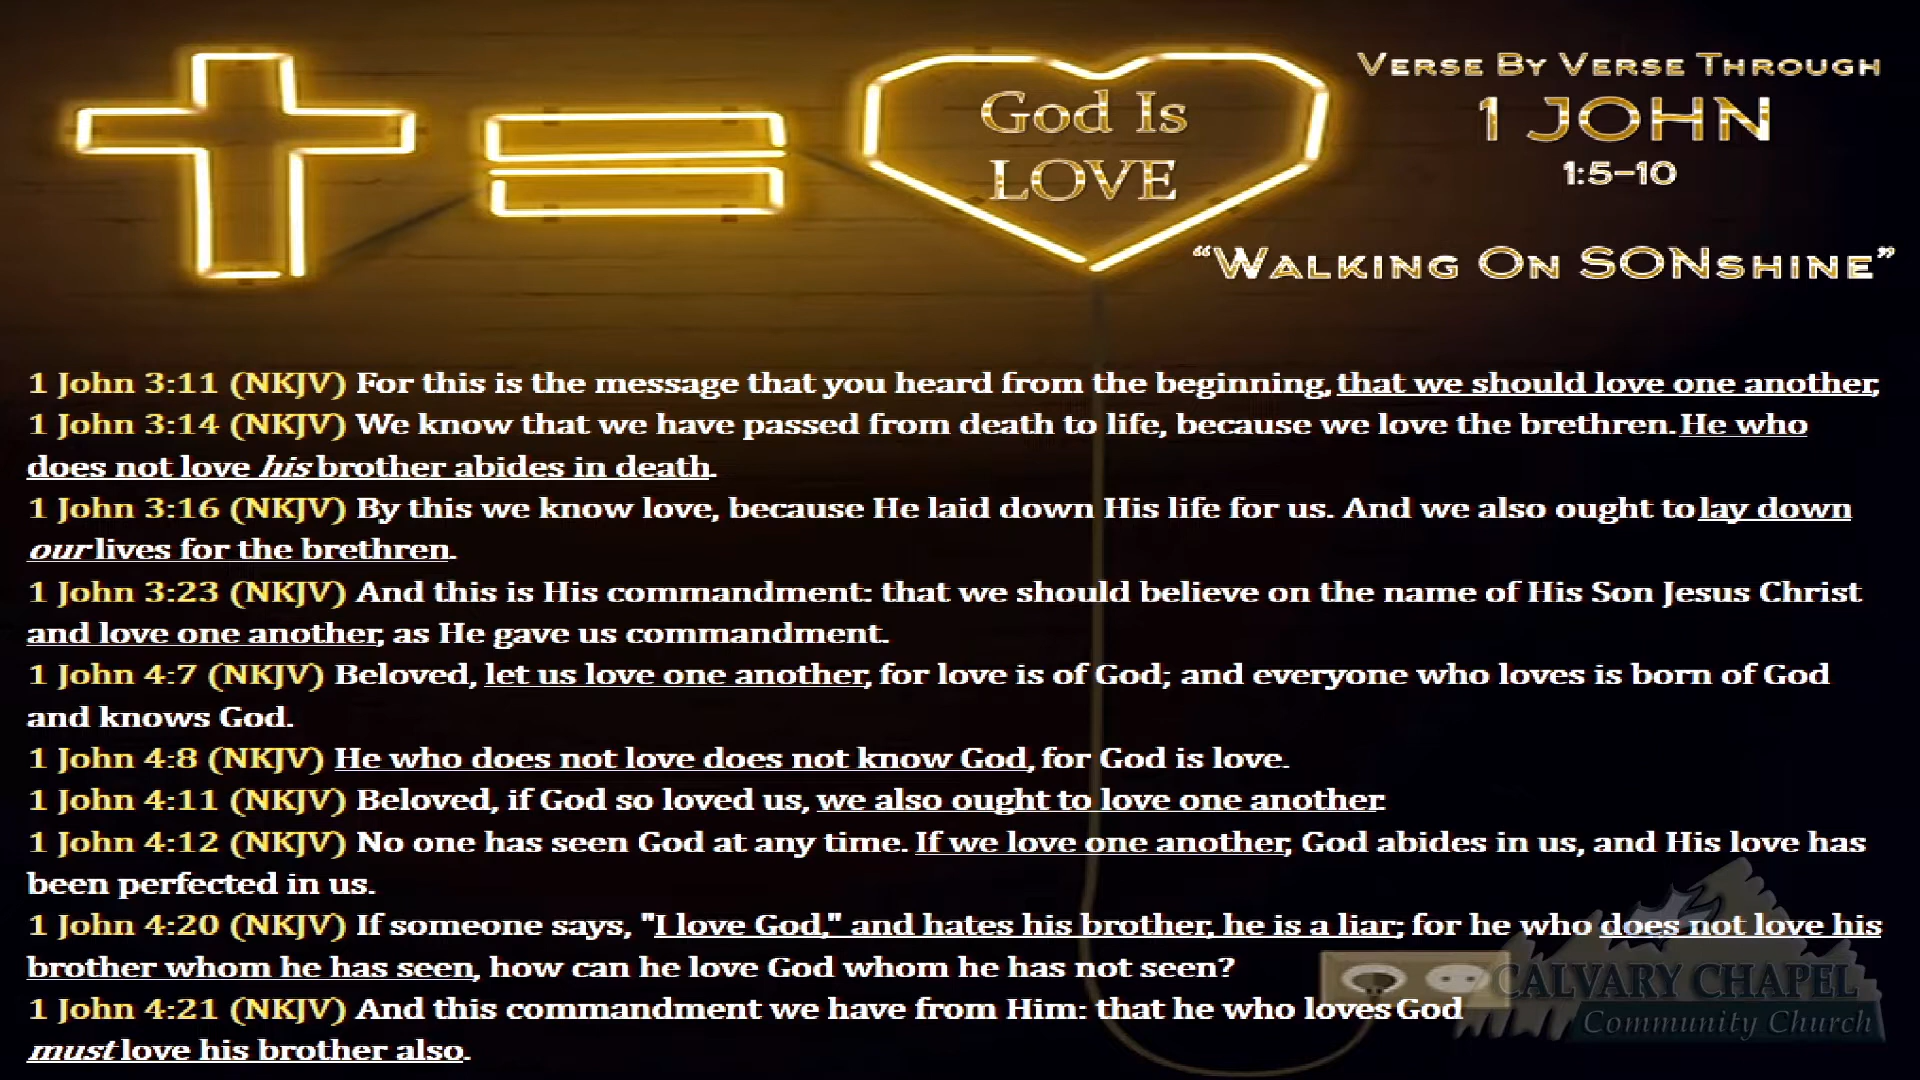 God Is
LOVE
VERSE BY VERSE THROUGH
1 JOHN
1:5-10
"WALKING ON SONSHINE"
1 John 3:11 (NKJV) For this is the message that you heard from the beginning, that we should love one another,
1 John 3:14 (NKJV) We know that we have passed from death to life, because we love the brethren. He who
does not love his brother abides in death.
1 John 3:16 (NKJV) By this we know love, because He laid down His life for us. And we also ought to lay down
our lives for the brethren.
1 John 3:23 (NKJV) And this is His commandment: that we should believe on the name of His Son Jesus Christ
and love one another, as He gave us commandment.
1 John 4:7 (NKJV) Beloved, let us love one another, for love is of God; and everyone who loves is born of God
and knows God.
1 John 4:8 (NKJV) He who does not love does not know God, for God is love.
1 John 4:11 (NKJV) Beloved, if God so loved us, we also ought to love one another.
1 John 4:12 (NKJV) No one has seen God at any time. If we love one another, God abides in us, and His love has
been perfected in us.
1 John 4:20 (NKJV) If someone says, "I love God," and hates his brother, he is a liar; for he who does not love his
brother whom he has seen, how can he love God whom he has not seen?
1 John 4:21 (NKJV) And this commandment we have from Him: that he who loves God
must love his brother also.
CALVARY CHAPEL
Community Church